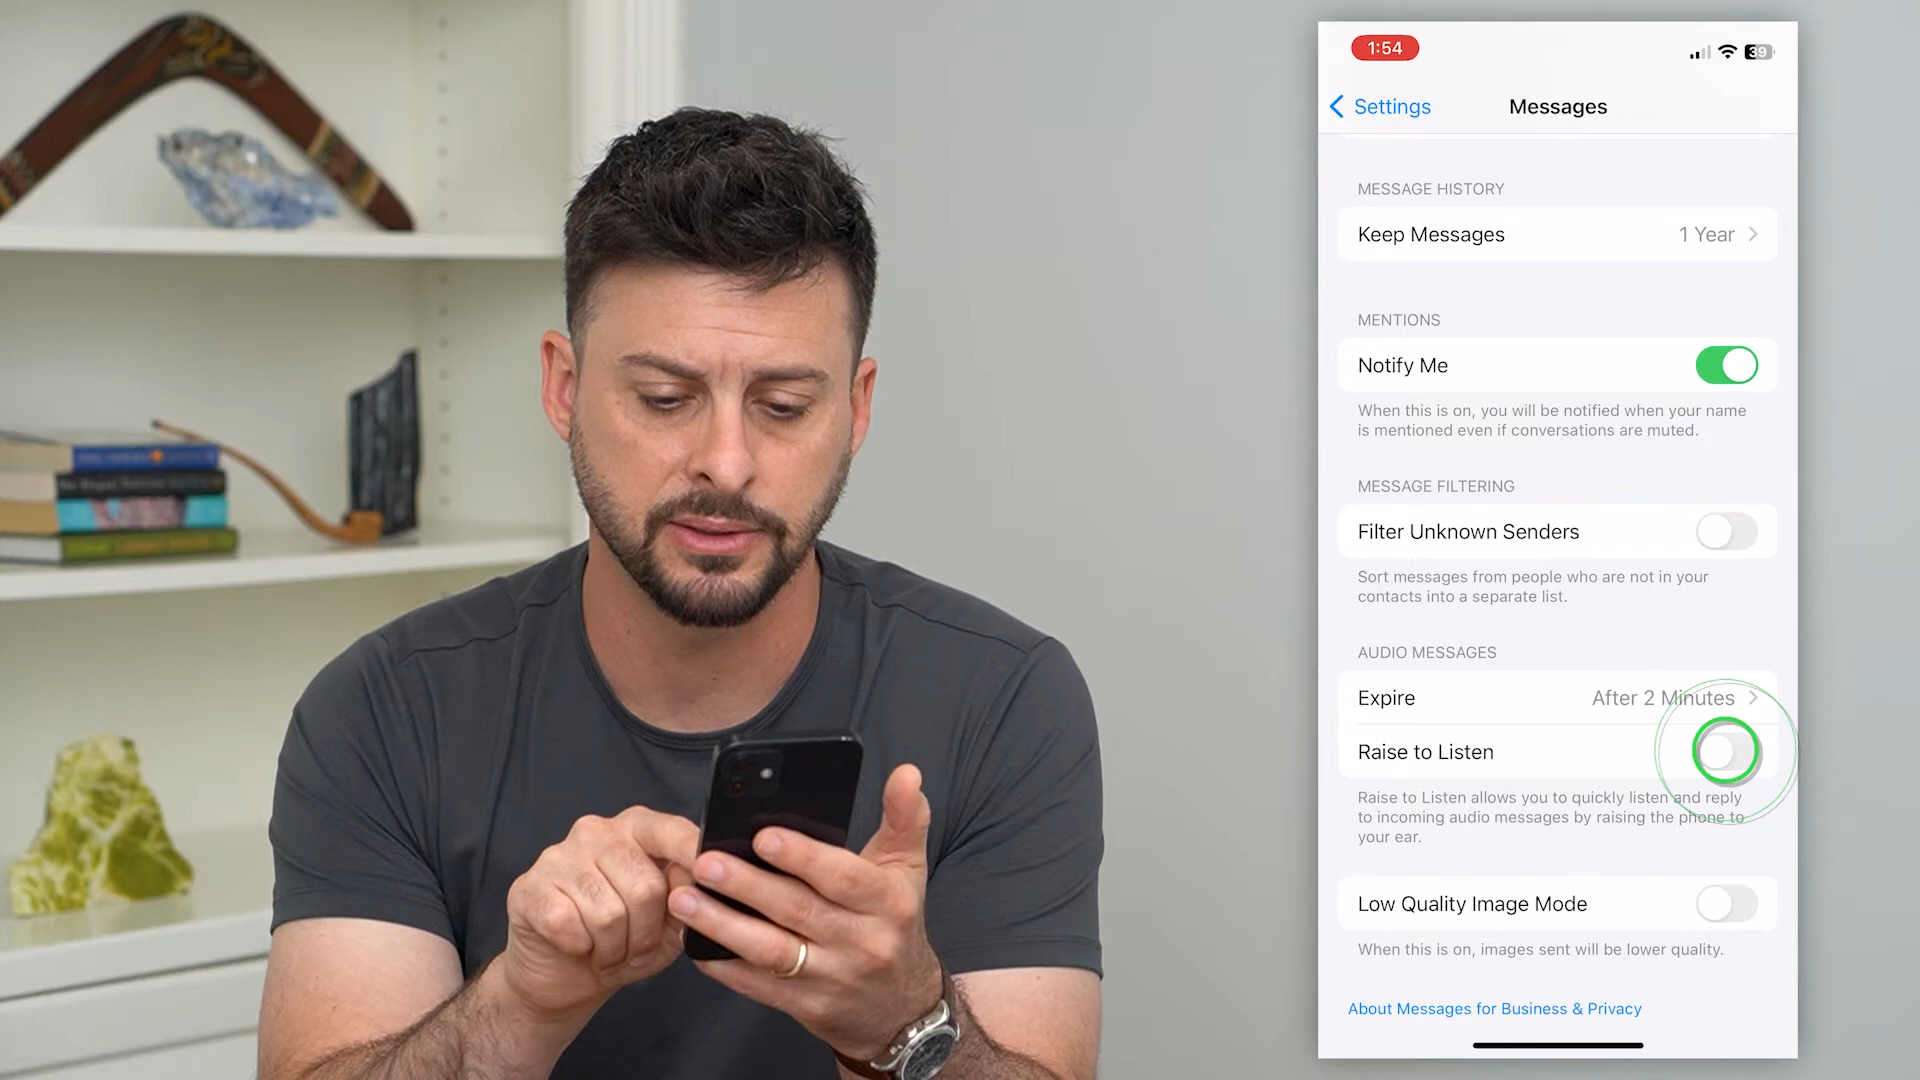 1:54
39
Settings
Messages
MESSAGE HISTORY
Keep Messages
1 Year
MENTIONS
Notify Me
When this is on, you will be notified when your name
is mentioned even if conversations are muted.
MESSAGE FILTERING
Filter Unknown Senders
Sort messages from people who are not in your
contacts into a separate list.
AUDIO MESSAGES
Expire
After 2 Minutes
Raise to Listen
Raise to Listen allows you to quickly listen and reply
to incoming audio messages by raising the phone to
your ear.
Low Quality Image Mode
When this is on, images sent will be lower quality.
About Messages for Business & Privacy